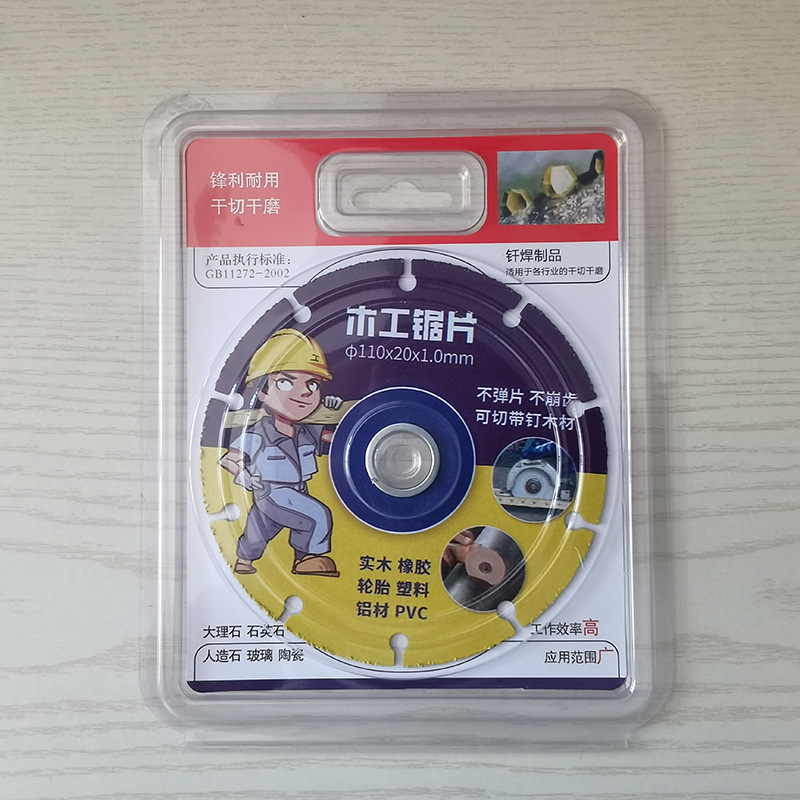 锋利耐用
干切干磨
产品执行标准：
GB11272-2002
钎焊制品
适用于各行业的干切干磨
木工锯片
φ110x20x1.0mm
不弹片 不崩齿
可切带钉木材
工
实木 橡胶
轮胎 塑料
铝材 PVC
大理石 石英石
人造石 玻璃 陶瓷
工作效率高
应用范围广